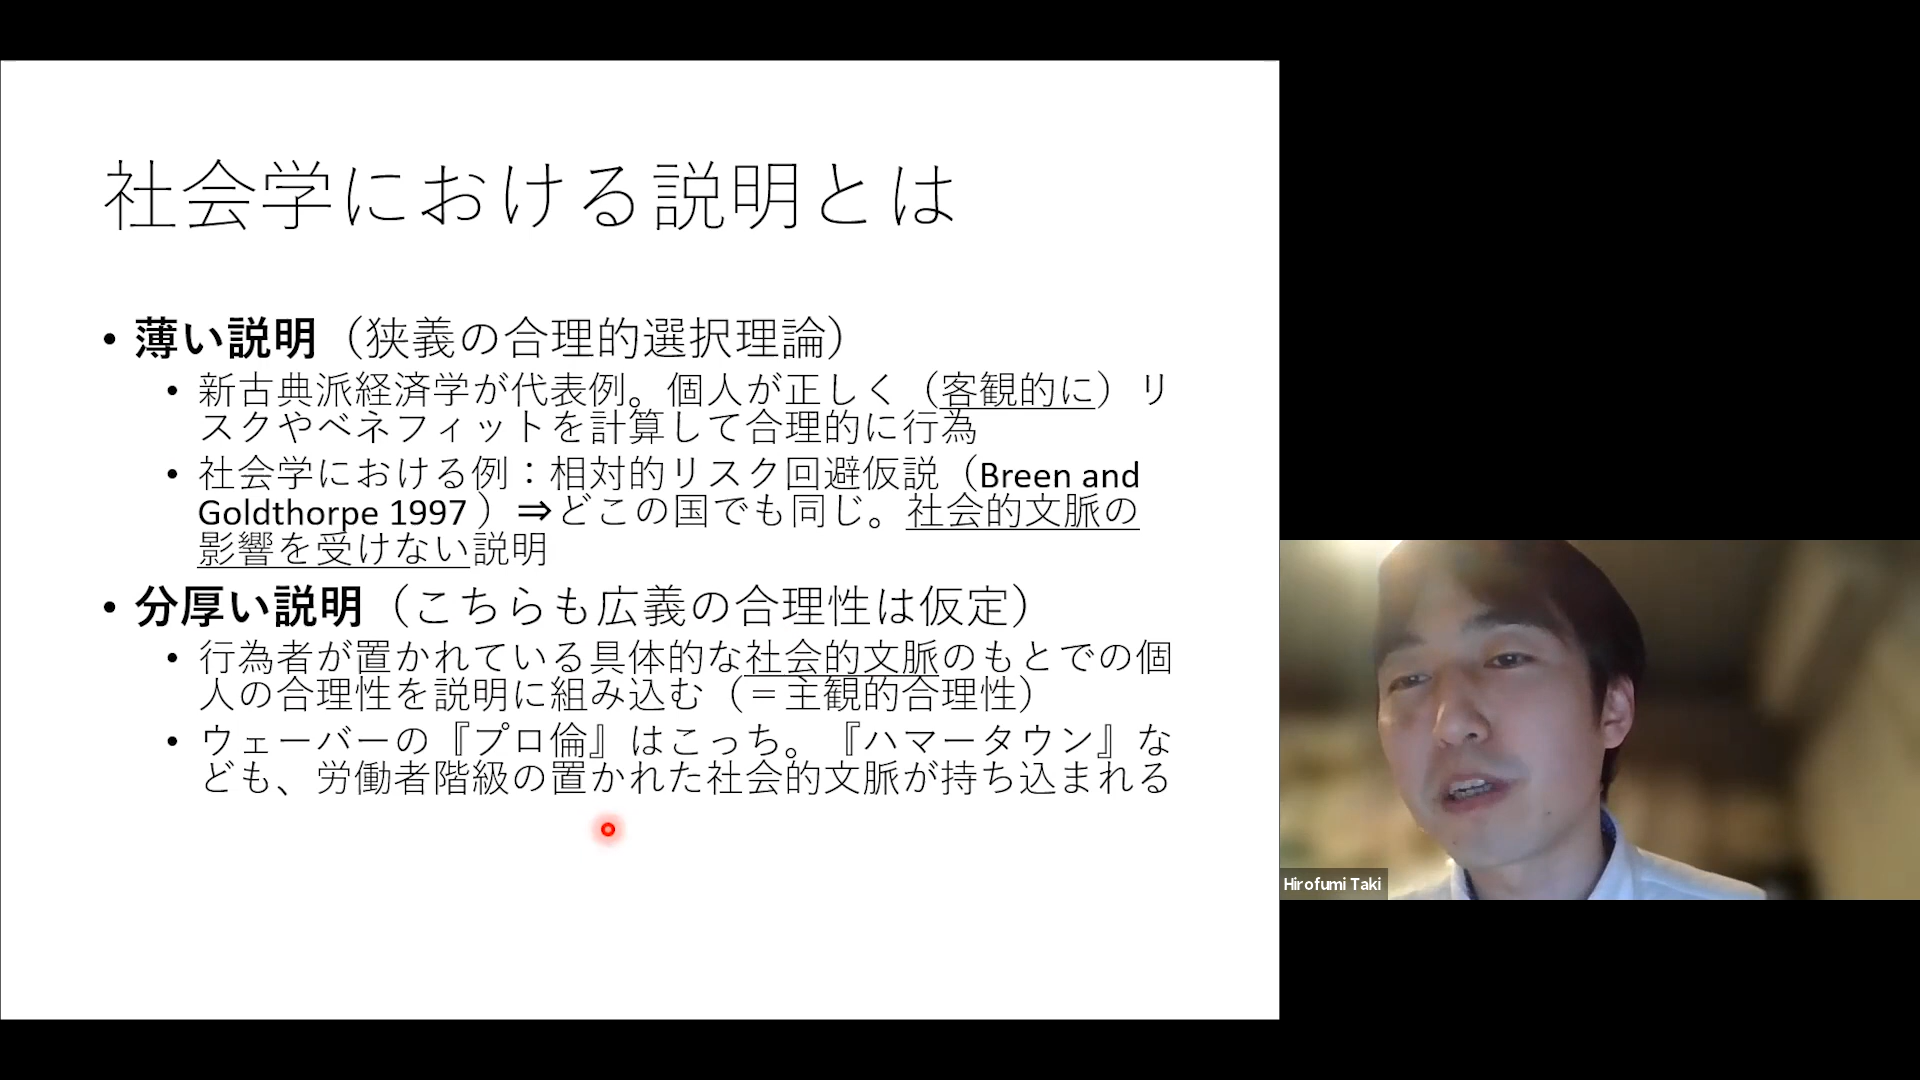 社会学における説明とは
• 薄い説明（狭義の合理的選択理論）
• 新古典派経済学が代表例。個人が正しく（客観的に）リ
スクやベネフィットを計算して合理的に行為
• 社会学における例：相対的リスク回避仮説（Breen and
Goldthorpe 1997 ）⇒どこの国でも同じ。社会的文脈の
影響を受けない説明
• 分厚い説明（こちらも広義の合理性は仮定）
• 行為者が置かれている具体的な社会的文脈のもとでの個
人の合理性を説明に組み込む（＝主観的合理性）
• ウェーバーの『プロ倫』はこっち。『ハマータウン』な
ども、労働者階級の置かれた社会的文脈が持ち込まれる
Hirofumi Taki